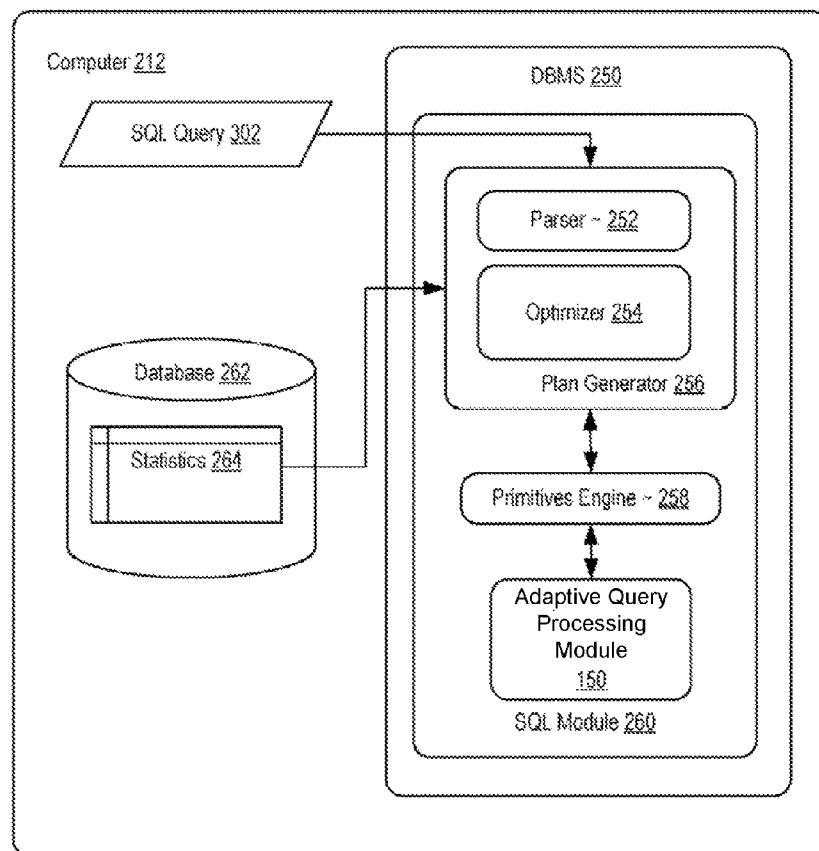 Computer 212
DBMS 250
SQL Query 302
Parser ~ 252
Optimizer 254
Plan Generator 256
Database 262
Statistics 264
Primitives Engine ~ 258
Adaptive Query
Processing
Module
150
SQL Module 260